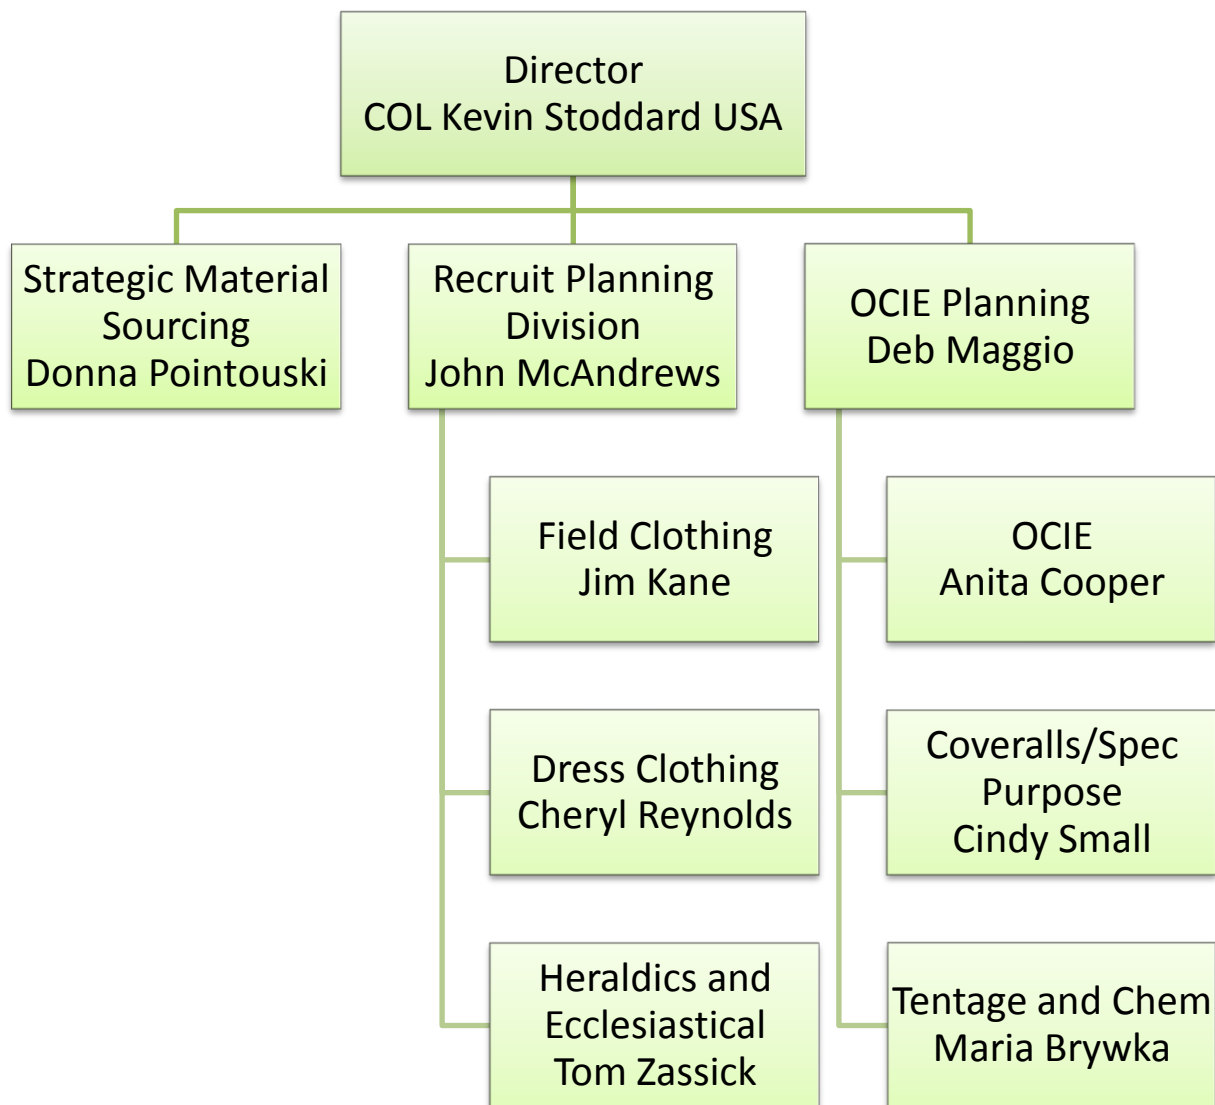 Director
COL Kevin Stoddard USA
Strategic Material
Sourcing
Donna Pointouski
Recruit Planning
Division
John McAndrews
OCIE Planning
Deb Maggio
Field Clothing
Jim Kane
OCIE
Anita Cooper
Dress Clothing
Cheryl Reynolds
Coveralls/Spec
Purpose
Cindy Small
Heraldics and
Ecclesiastical
Tom Zassick
Tentage and Chem
Maria Brywka